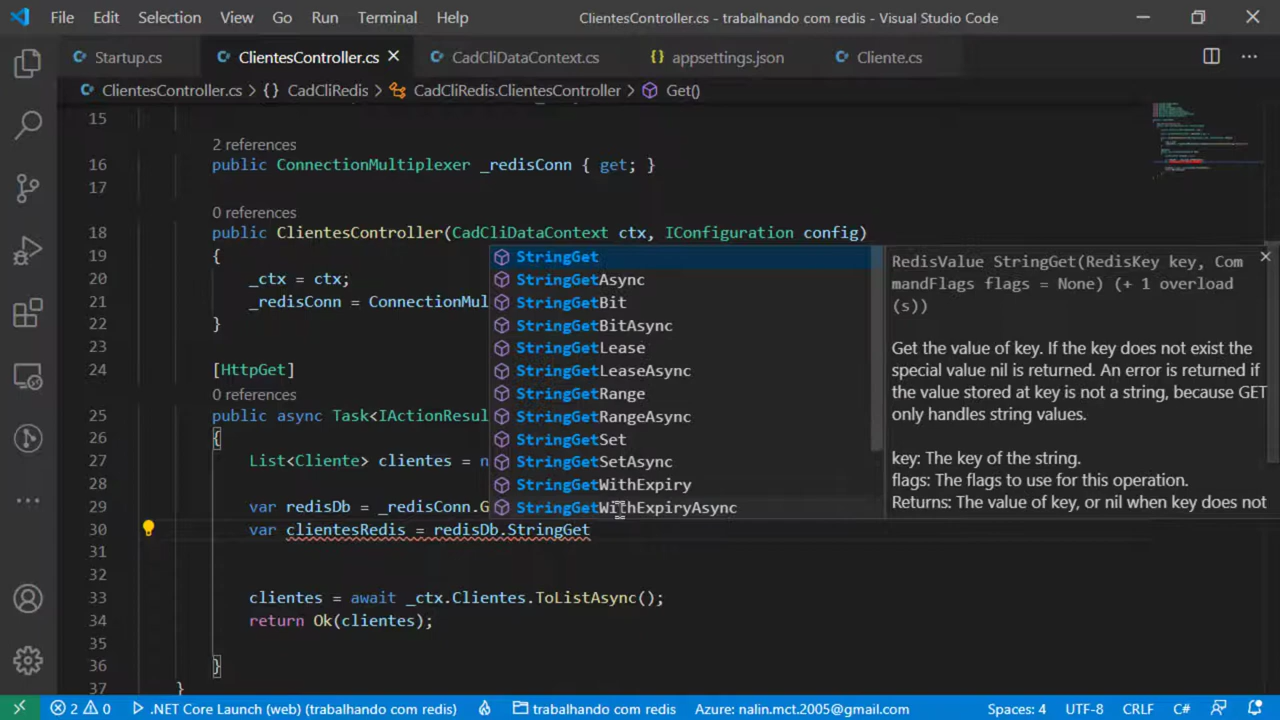 File Edit Selection View Go Run Terminal Help ClientesController.cs - trabalhando com redis - Visual Studio Code
Startup.cs ClientesController.cs CadCliDataContext.cs appsettings.json Cliente.cs
ClientesController.cs CadCliRedis CadCliRedis.ClientesController Get()
15
2 references
16 public ConnectionMultiplexer _redisConn { get; }
17
0 references
18 public ClientesController(CadCliDataContext ctx, IConfiguration config)
19 {
20 _ctx = ctx;
21 _redisConn = ConnectionMul
22 }
23
24 [HttpGet]
0 references
25 public async Task<IActionResul
26 {
27 List<Cliente> clientes = n
28
29 var redisDb = _redisConn.G
30 var clientesRedis = redisDb.StringGet
31
32
33 clientes = await _ctx.Clientes.ToListAsync();
34 return Ok(clientes);
35
36 }
37 }
StringGet
StringGetAsync
StringGetBit
StringGetBitAsync
StringGetLease
StringGetLeaseAsync
StringGetRange
StringGetRangeAsync
StringGetSet
StringGetSetAsync
StringGetWithExpiry
StringGetWithExpiryAsync
RedisValue StringGet(RedisKey key, Com
mandFlags flags = None) (+ 1 overload
(s))
Get the value of key. If the key does not exist the
special value nil is returned. An error is returned if
the value stored at key is not a string, because GET
only handles string values.
key: The key of the string.
flags: The flags to use for this operation.
Returns: The value of key, or nil when key does not
2 0 .NET Core Launch (web) (trabalhando com redis) trabalhando com redis Azure: nalin.mct.2005@gmail.com Spaces: 4 UTF-8 CRLF C#